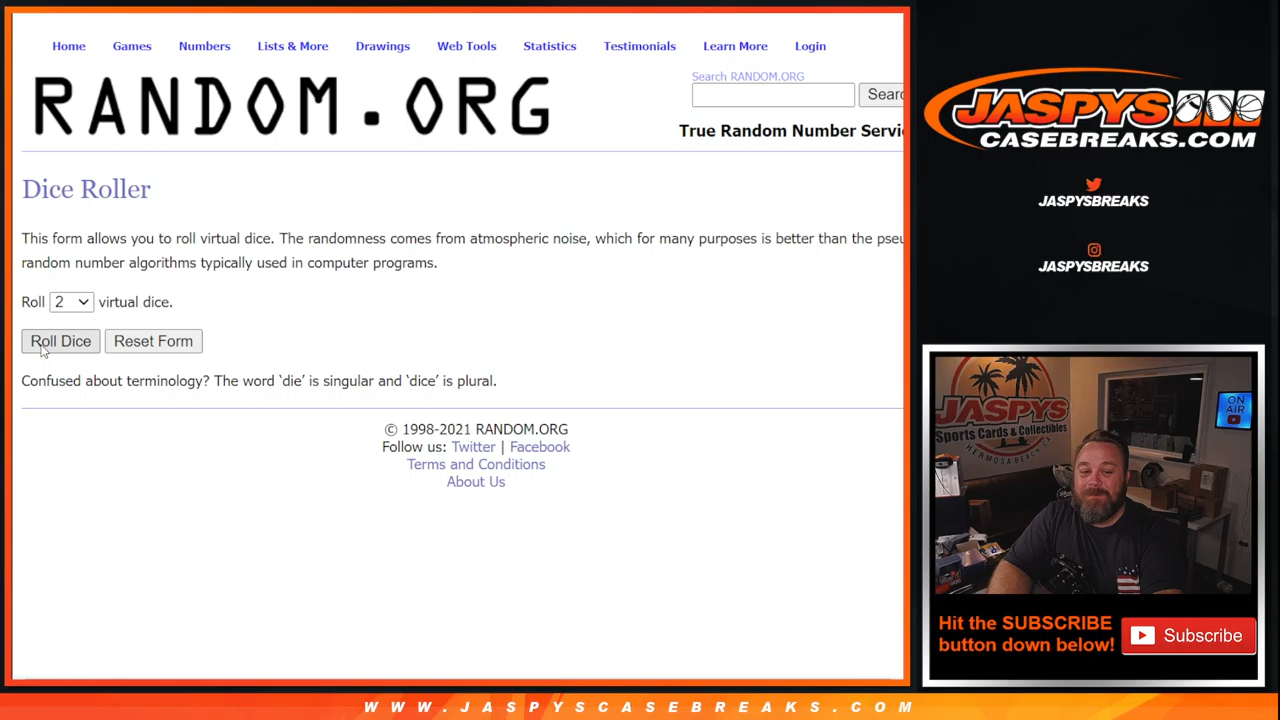 Home Games Numbers Lists & More Drawings Web Tools Statistics Testimonials Learn More Login
RANDOM.ORG
Search RANDOM.ORG
Searc
True Random Number Servi
Dice Roller
This form allows you to roll virtual dice. The randomness comes from atmospheric noise, which for many purposes is better than the pseu
random number algorithms typically used in computer programs.
Roll 2 virtual dice.
Roll Dice Reset Form
Confused about terminology? The word ‘die’ is singular and ‘dice’ is plural.
© 1998-2021 RANDOM.ORG
Follow us: Twitter | Facebook
Terms and Conditions
About Us
JASPYS
CASEBREAKS.COM
JASPYSBREAKS
JASPYSBREAKS
JASPYS
Sports Cards & Collectibles
HERMOSA BEACH, CA
ON
AIR
Hit the SUBSCRIBE
button down below!
Subscribe
WWW.JASPYSCASEBREAKS.COM